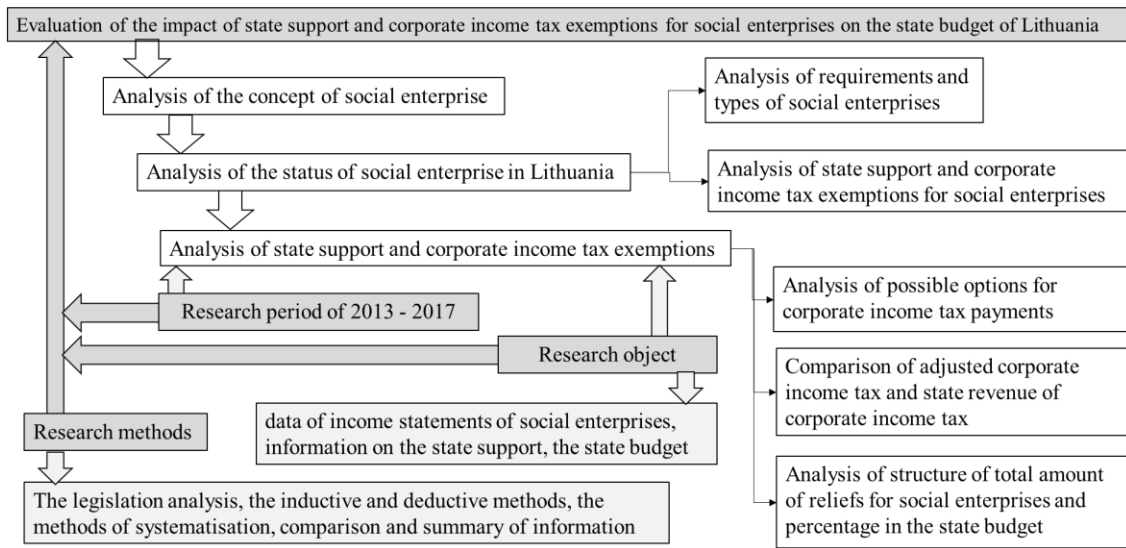 Evaluation of the impact of state support and corporate income tax exemptions for social enterprises on the state budget of Lithuania
Analysis of the concept of social enterprise
Analysis of requirements and
types of social enterprises
Analysis of the status of social enterprise in Lithuania
Analysis of state support and corporate
income tax exemptions for social enterprises
Analysis of state support and corporate income tax exemptions
Research period of 2013 - 2017
Analysis of possible options for
corporate income tax payments
Research object
Comparison of adjusted corporate
income tax and state revenue of
corporate income tax
data of income statements of social enterprises,
information on the state support, the state budget
Research methods
Analysis of structure of total amount
of reliefs for social enterprises and
percentage in the state budget
The legislation analysis, the inductive and deductive methods, the
methods of systematisation, comparison and summary of information